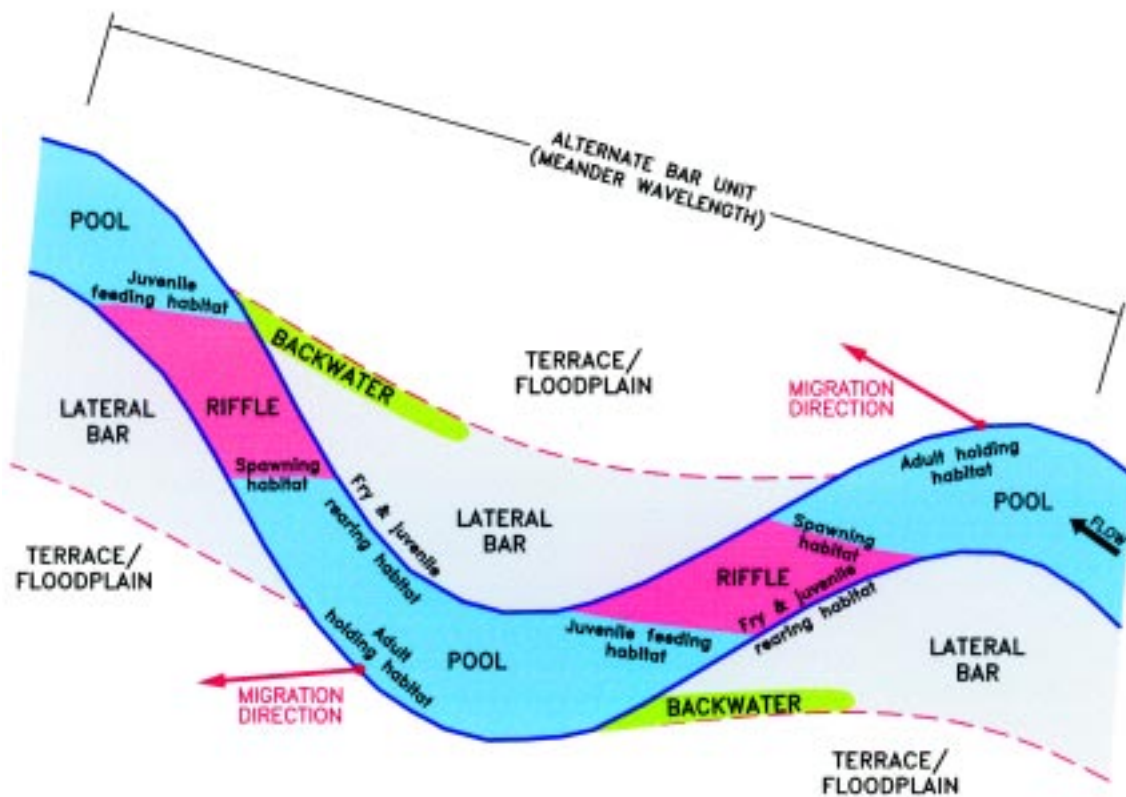 ALTERNATE BAR UNIT
(MEANDER WAVELENGTH)
POOL
Juvenile
feeding habitat
BACKWATER
TERRACE/
FLOODPLAIN
MIGRATION
DIRECTION
LATERAL
BAR
RIFFLE
Adult holding
habitat
POOL
FLOW
Spawning
habitat
Fry & juvenile
rearing habitat
LATERAL
BAR
Spawning
habitat
RIFFLE
Fry & juvenile
rearing habitat
TERRACE/
FLOODPLAIN
Adult
holding habitat
POOL
Juvenile feeding
habitat
LATERAL
BAR
MIGRATION
DIRECTION
BACKWATER
TERRACE/
FLOODPLAIN